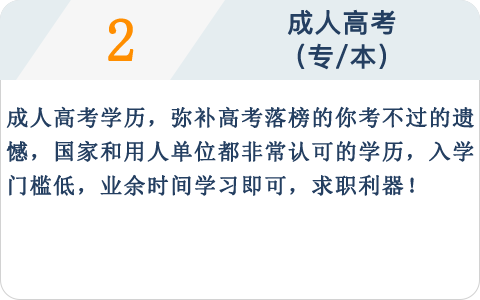 2
成人高考
(专/本)
成人高考学历，弥补高考落榜的你考不过的遗
憾，国家和用人单位都非常认可的学历，入学
门槛低，业余时间学习即可，求职利器！